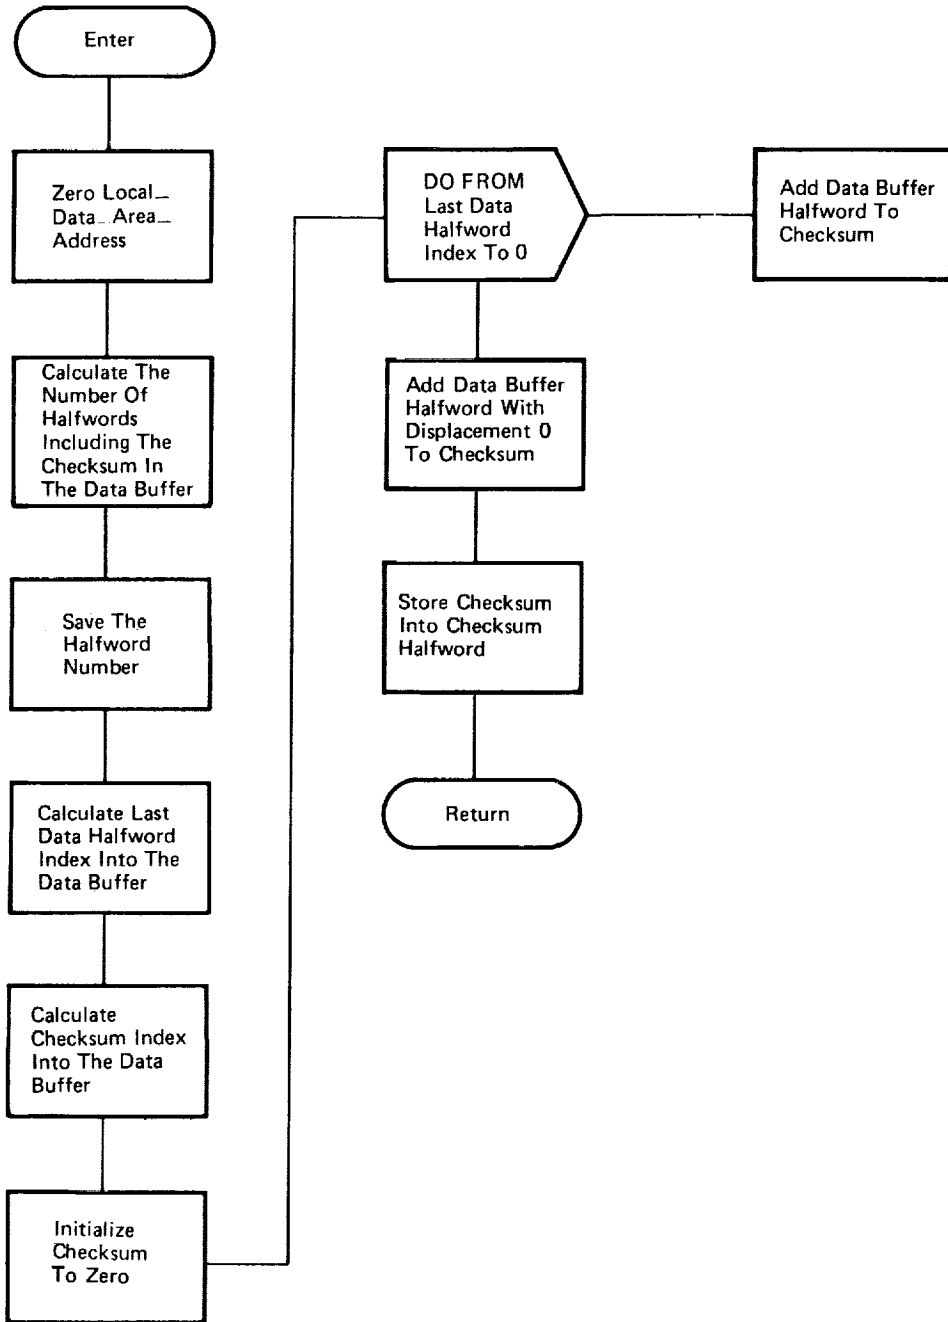 Enter
Zero Local_
Data_ Area_
Address
Calculate The
Number Of
Halfwords
Including The
Checksum In
The Data Buffer
Save The
Halfword
Number
Calculate Last
Data Halfword
Index Into The
Data Buffer
Calculate
Checksum Index
Into The Data
Buffer
Initialize
Checksum
To Zero
DO FROM
Last Data
Halfword
Index To 0
Add Data Buffer
Halfword To
Checksum
Add Data Buffer
Halfword With
Displacement 0
To Checksum
Store Checksum
Into Checksum
Halfword
Return